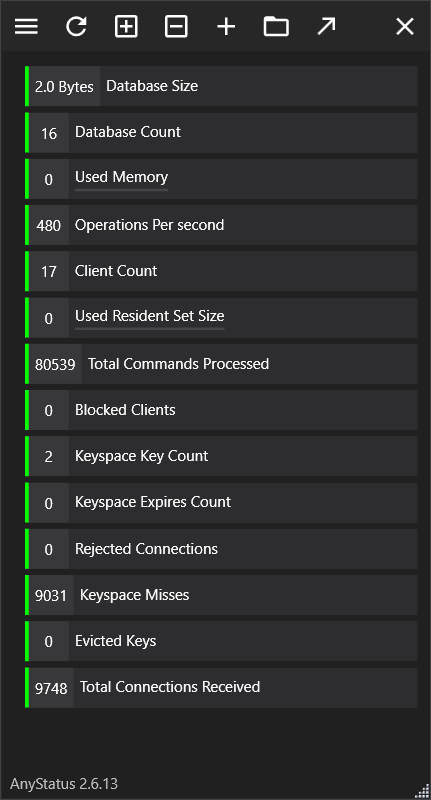 2.0 Bytes Database Size
16 Database Count
0 Used Memory
480 Operations Per second
17 Client Count
0 Used Resident Set Size
80539 Total Commands Processed
0 Blocked Clients
2 Keyspace Key Count
0 Keyspace Expires Count
0 Rejected Connections
9031 Keyspace Misses
0 Evicted Keys
9748 Total Connections Received
AnyStatus 2.6.13